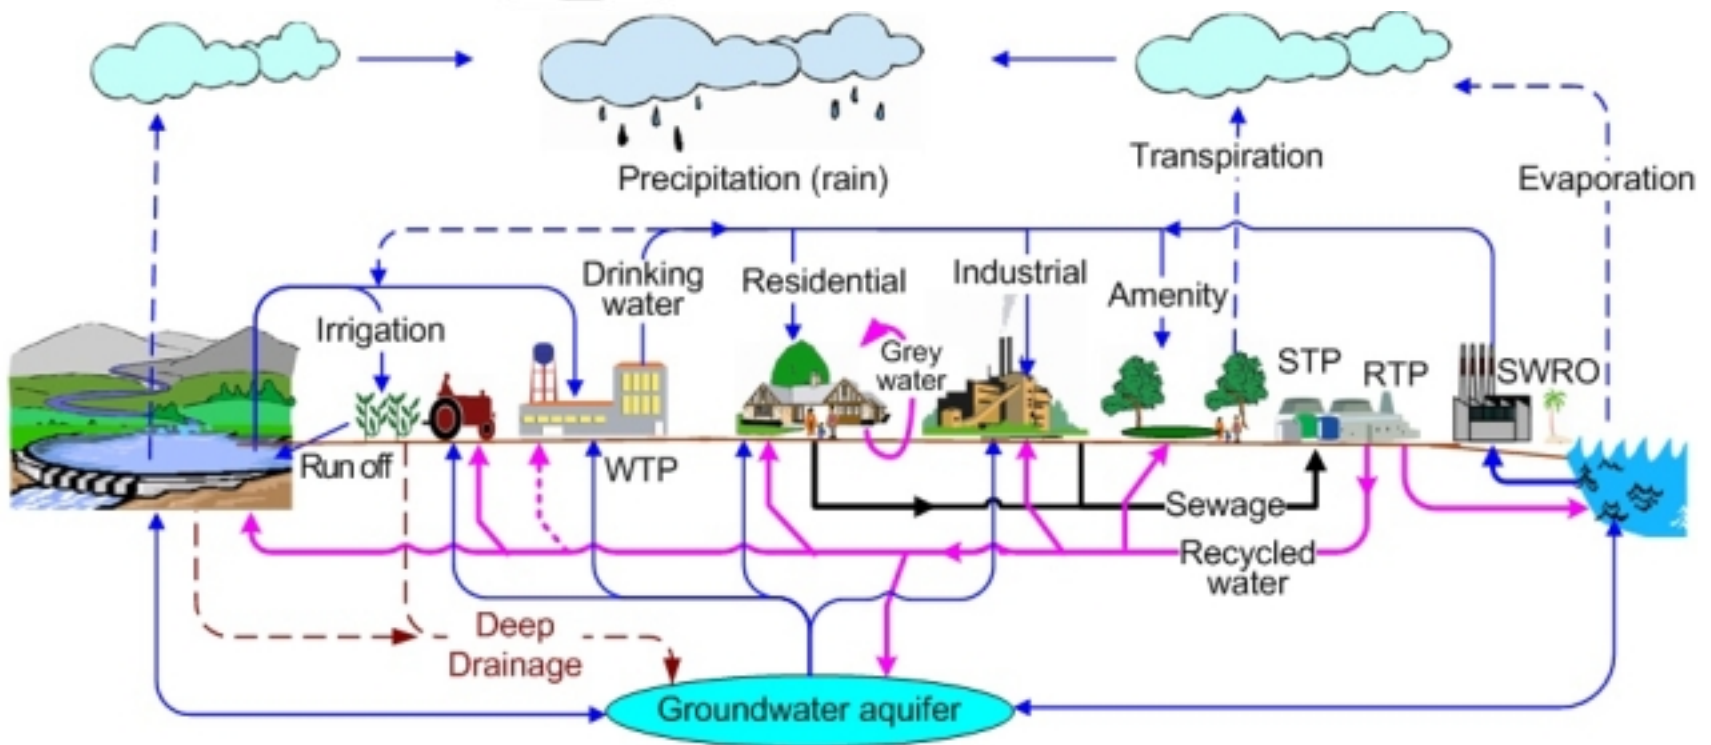 Precipitation (rain)
Transpiration
Evaporation
Drinking
water
Residential
Industrial
Amenity
Irrigation
Grey
water
STP
RTP
SWRO
Run off
WTP
Sewage
Recycled
water
Deep
Drainage
Groundwater aquifer